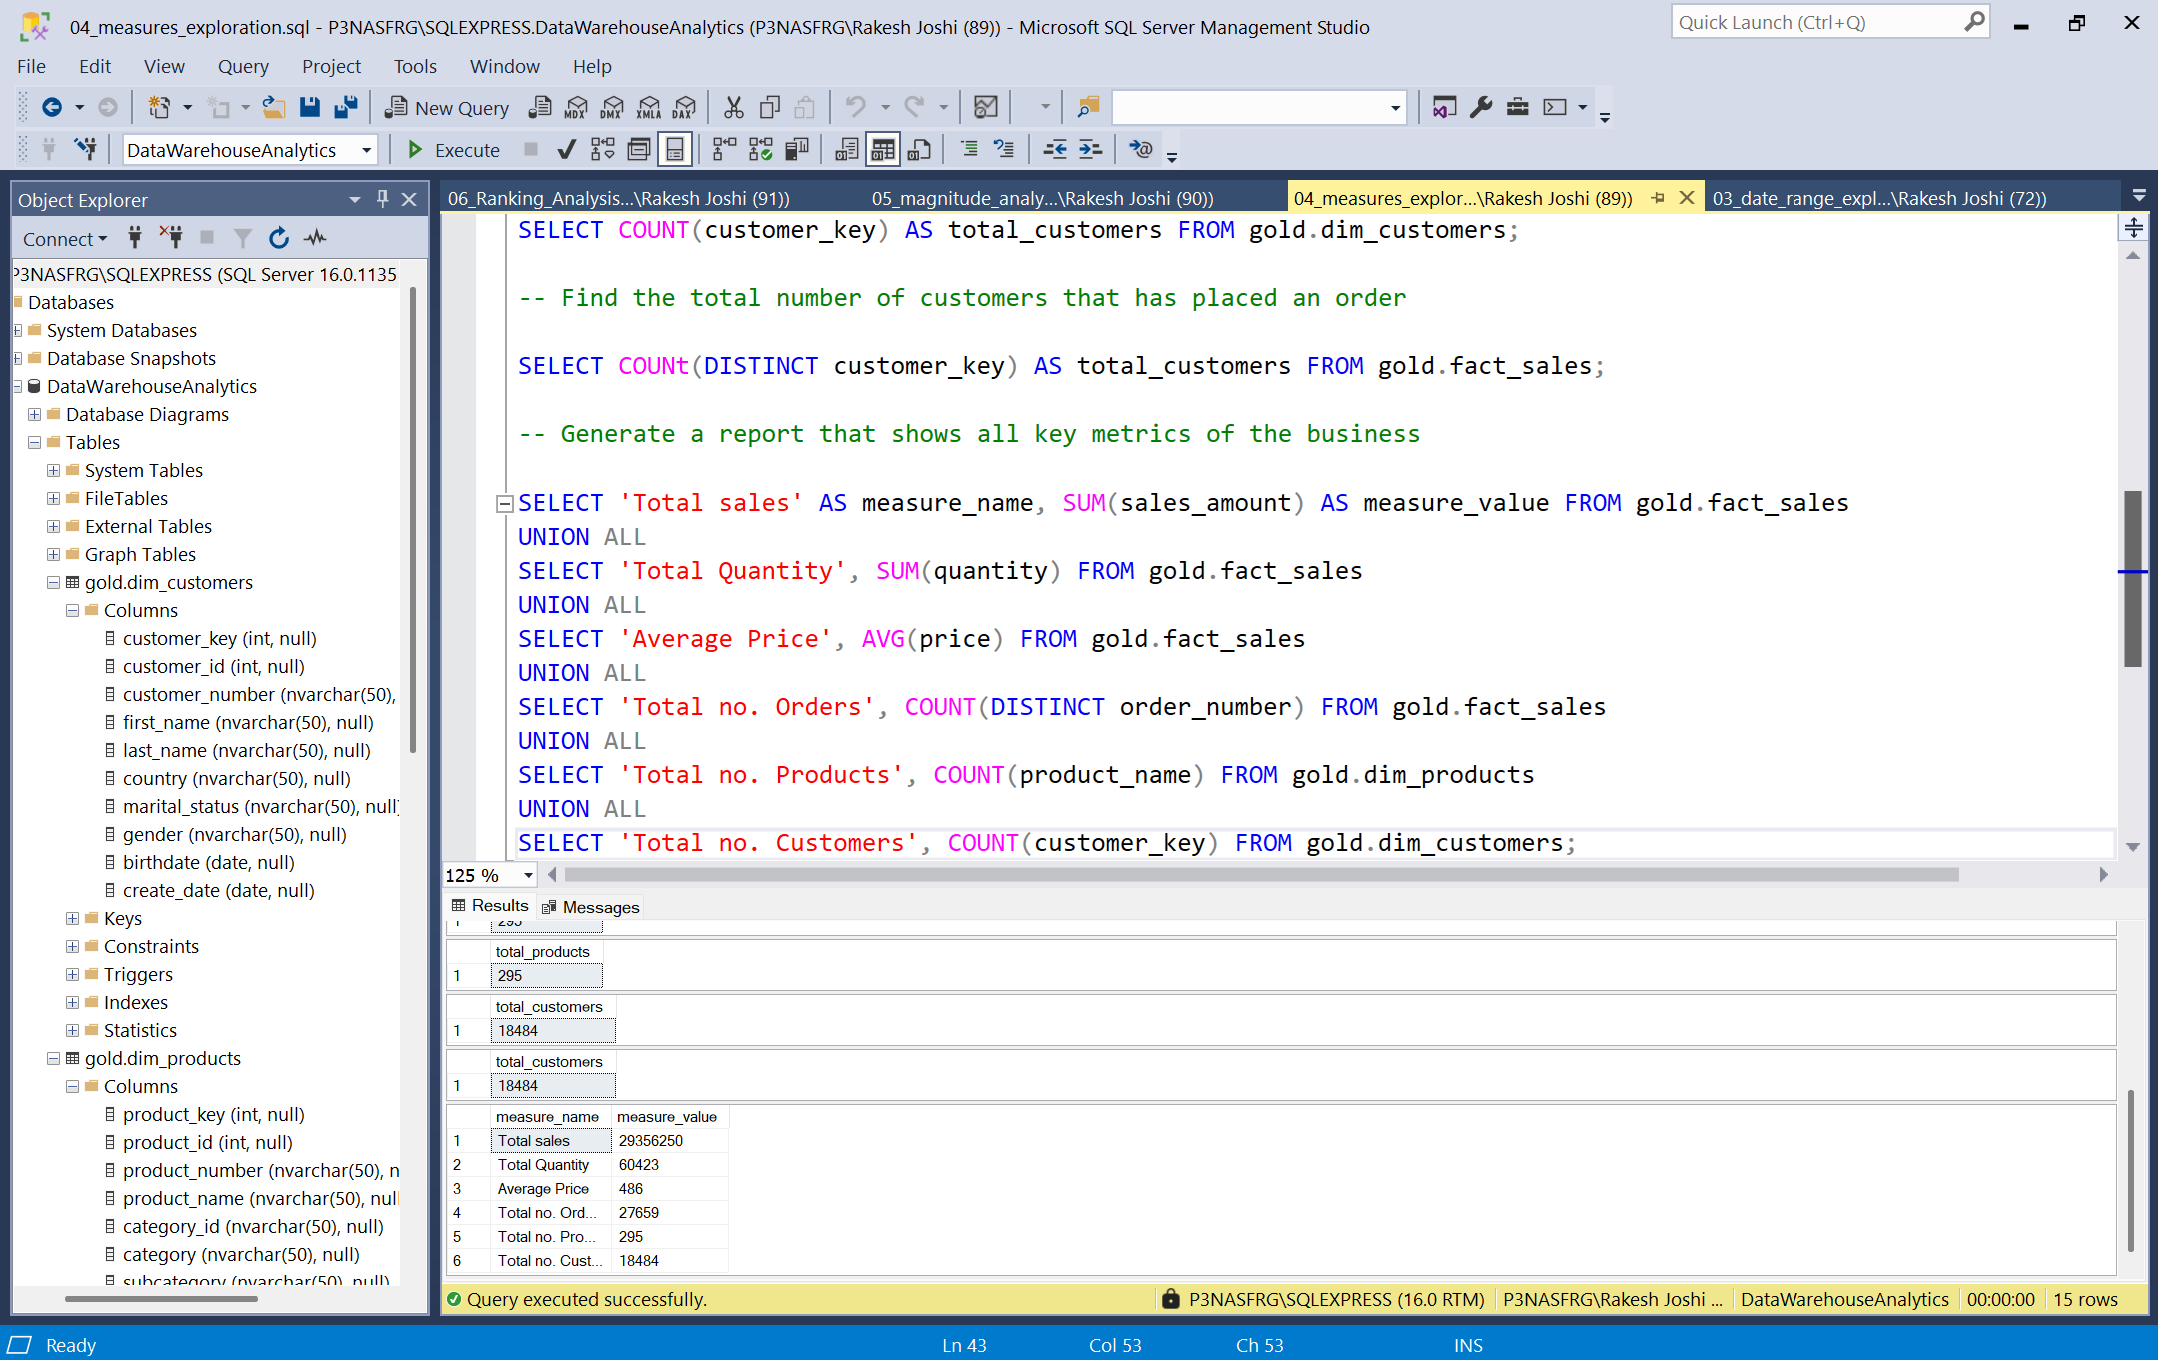 04_measures_exploration.sql - P3NASFRG\SQLEXPRESS.DataWarehouseAnalytics (P3NASFRG\Rakesh Joshi (89)) - Microsoft SQL Server Management Studio
Quick Launch (Ctrl+Q)
File Edit View Query Project Tools Window Help
New Query MDX DMX XMLA DAX
DataWarehouseAnalytics Execute
Object Explorer
Connect
P3NASFRG\SQLEXPRESS (SQL Server 16.0.1135
Databases
System Databases
Database Snapshots
DataWarehouseAnalytics
Database Diagrams
Tables
System Tables
FileTables
External Tables
Graph Tables
gold.dim_customers
Columns
customer_key (int, null)
customer_id (int, null)
customer_number (nvarchar(50),
first_name (nvarchar(50), null)
last_name (nvarchar(50), null)
country (nvarchar(50), null)
marital_status (nvarchar(50), null)
gender (nvarchar(50), null)
birthdate (date, null)
create_date (date, null)
Keys
Constraints
Triggers
Indexes
Statistics
gold.dim_products
Columns
product_key (int, null)
product_id (int, null)
product_number (nvarchar(50), n
product_name (nvarchar(50), null
category_id (nvarchar(50), null)
category (nvarchar(50), null)
subcategory (nvarchar(50), null)
06_Ranking_Analysis...\Rakesh Joshi (91)) 05_magnitude_analy...\Rakesh Joshi (90)) 04_measures_explor...\Rakesh Joshi (89)) 03_date_range_expl...\Rakesh Joshi (72))
SELECT COUNT(customer_key) AS total_customers FROM gold.dim_customers;
-- Find the total number of customers that has placed an order
SELECT COUNt(DISTINCT customer_key) AS total_customers FROM gold.fact_sales;
-- Generate a report that shows all key metrics of the business
SELECT 'Total sales' AS measure_name, SUM(sales_amount) AS measure_value FROM gold.fact_sales
UNION ALL
SELECT 'Total Quantity', SUM(quantity) FROM gold.fact_sales
UNION ALL
SELECT 'Average Price', AVG(price) FROM gold.fact_sales
UNION ALL
SELECT 'Total no. Orders', COUNT(DISTINCT order_number) FROM gold.fact_sales
UNION ALL
SELECT 'Total no. Products', COUNT(product_name) FROM gold.dim_products
UNION ALL
SELECT 'Total no. Customers', COUNT(customer_key) FROM gold.dim_customers;
125 %
Results Messages
1 295
total_products
1 295
total_customers
1 18484
total_customers
1 18484
measure_name measure_value
1 Total sales 29356250
2 Total Quantity 60423
3 Average Price 486
4 Total no. Ord... 27659
5 Total no. Pro... 295
6 Total no. Cust... 18484
Query executed successfully. P3NASFRG\SQLEXPRESS (16.0 RTM) P3NASFRG\Rakesh Joshi ... DataWarehouseAnalytics 00:00:00 15 rows
Ready Ln 43 Col 53 Ch 53 INS